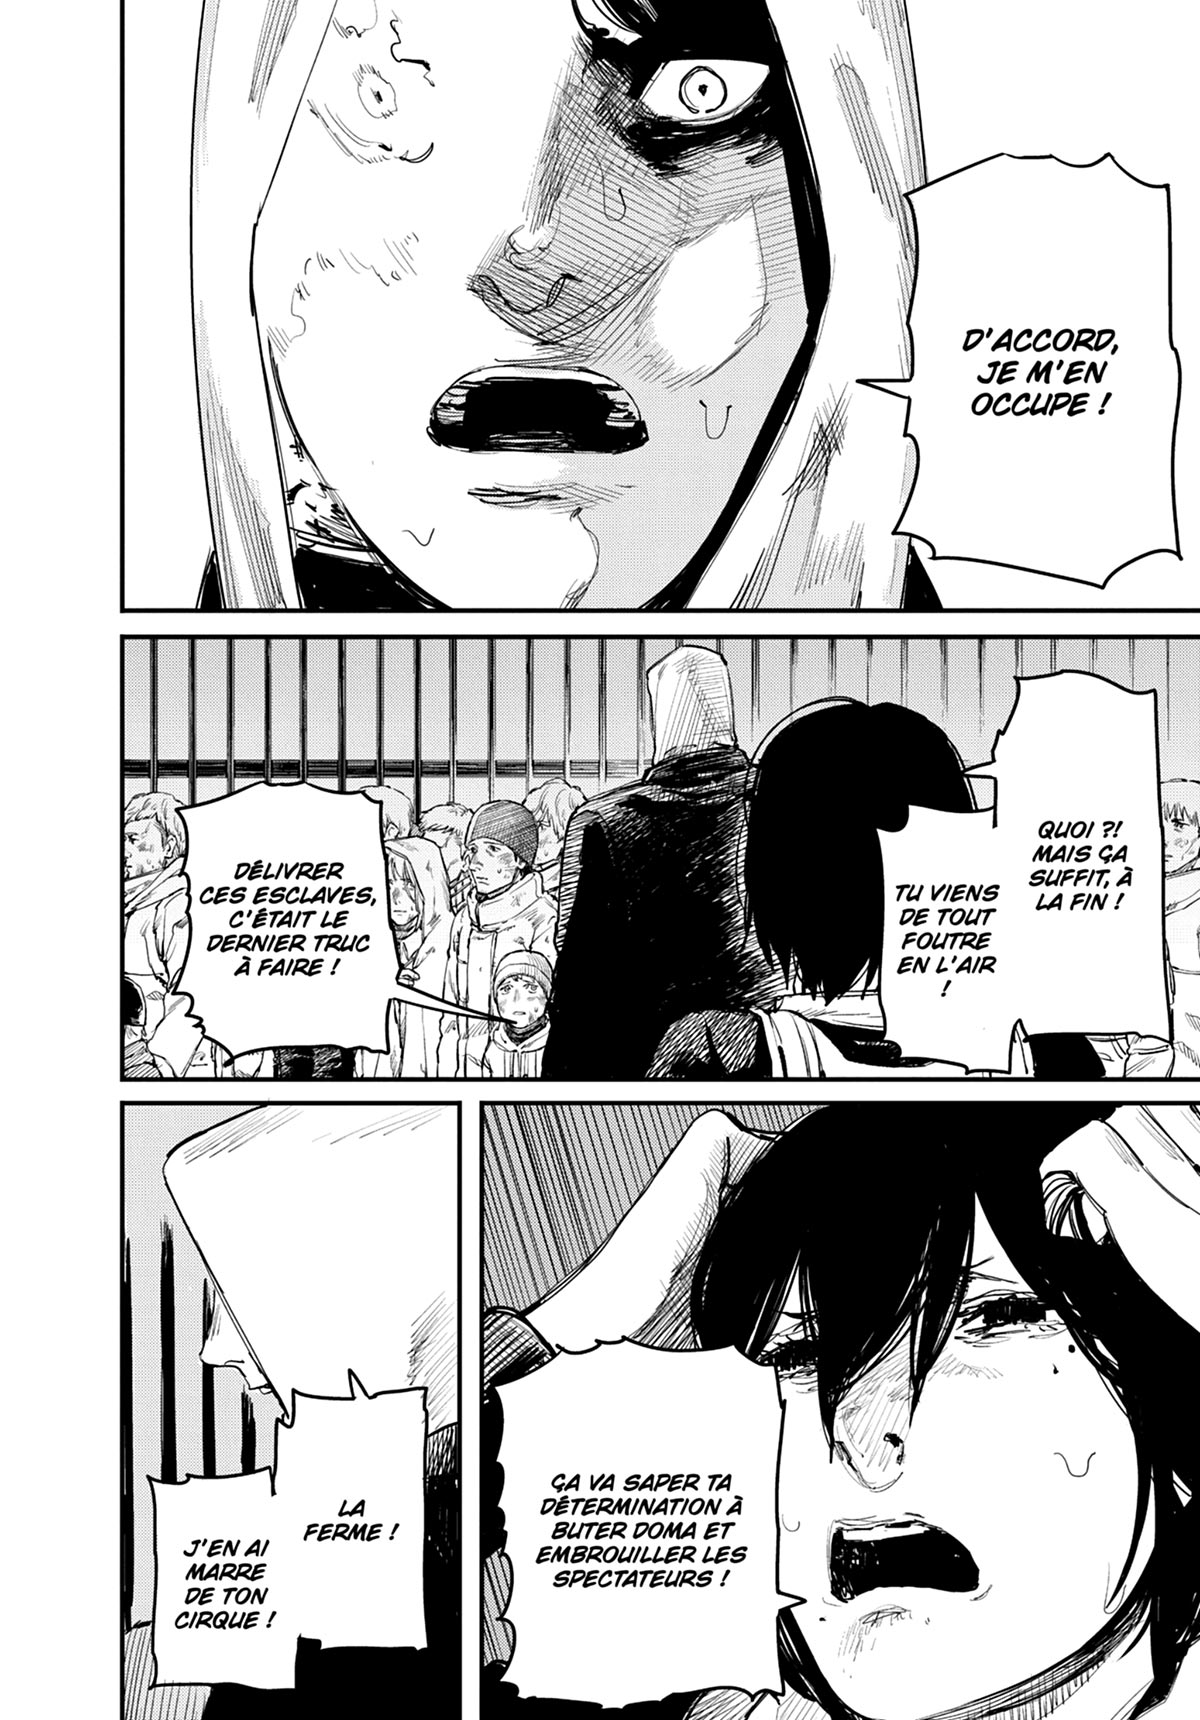 D'ACCORD,
JE M'EN
OCCUPE !
QUOI ?!
MAIS ÇA
SUFFIT, À
LA FIN !
TU VIENS
DE TOUT
FOUTRE
EN L'AIR
!
DÉLIVRER
CES ESCLAVES,
C'ÉTAIT LE
DERNIER TRUC
À FAIRE !
ÇA VA SAPER TA
DÉTERMINATION À
BUTER DOMA ET
EMBROUILLER LES
SPECTATEURS !
LA
FERME !
J'EN AI
MARRE
DE TON
CIRQUE !